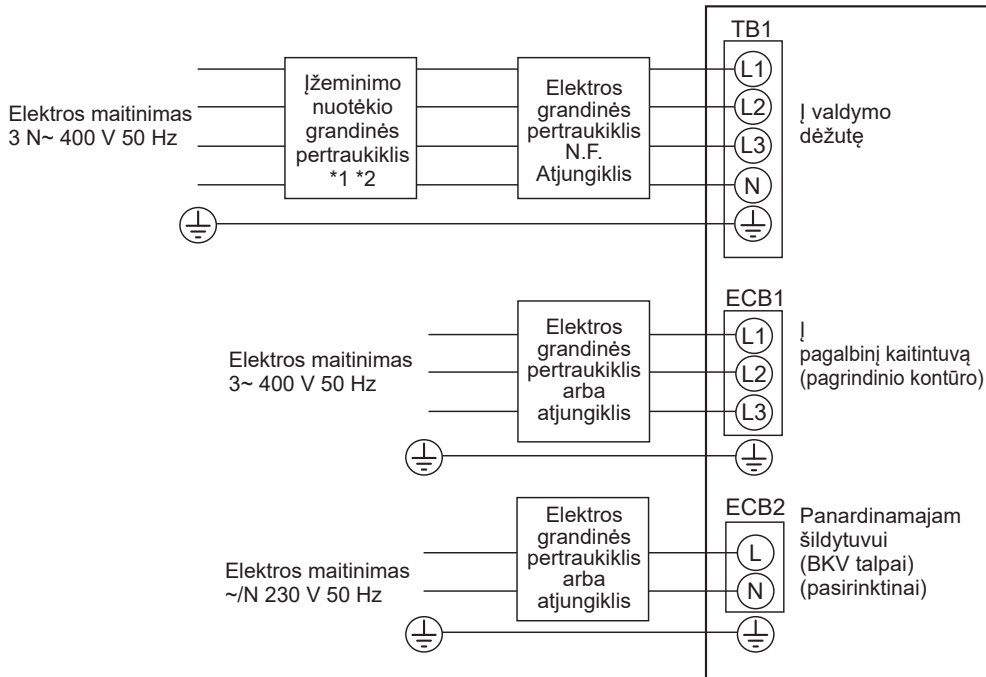 TB1
Elektros maitinimas
3 N~ 400 V 50 Hz
Įžeminimo
nuotėkio
grandinės
pertraukiklis
*1 *2
Elektros
grandinės
pertraukiklis
N.F.
Atjungiklis
L1
L2
L3
N
Į valdymo
dėžutę
ECB1
Elektros maitinimas
3~ 400 V 50 Hz
Elektros
grandinės
pertraukiklis
arba
atjungiklis
L1
L2
L3
Į
pagalbinį kaitintuvą
(pagrindinio kontūro)
ECB2
Elektros maitinimas
~/N 230 V 50 Hz
Elektros
grandinės
pertraukiklis
arba
atjungiklis
L
N
Panardinamajam
šildytuvui
(BKV talpai)
(pasirinktinai)